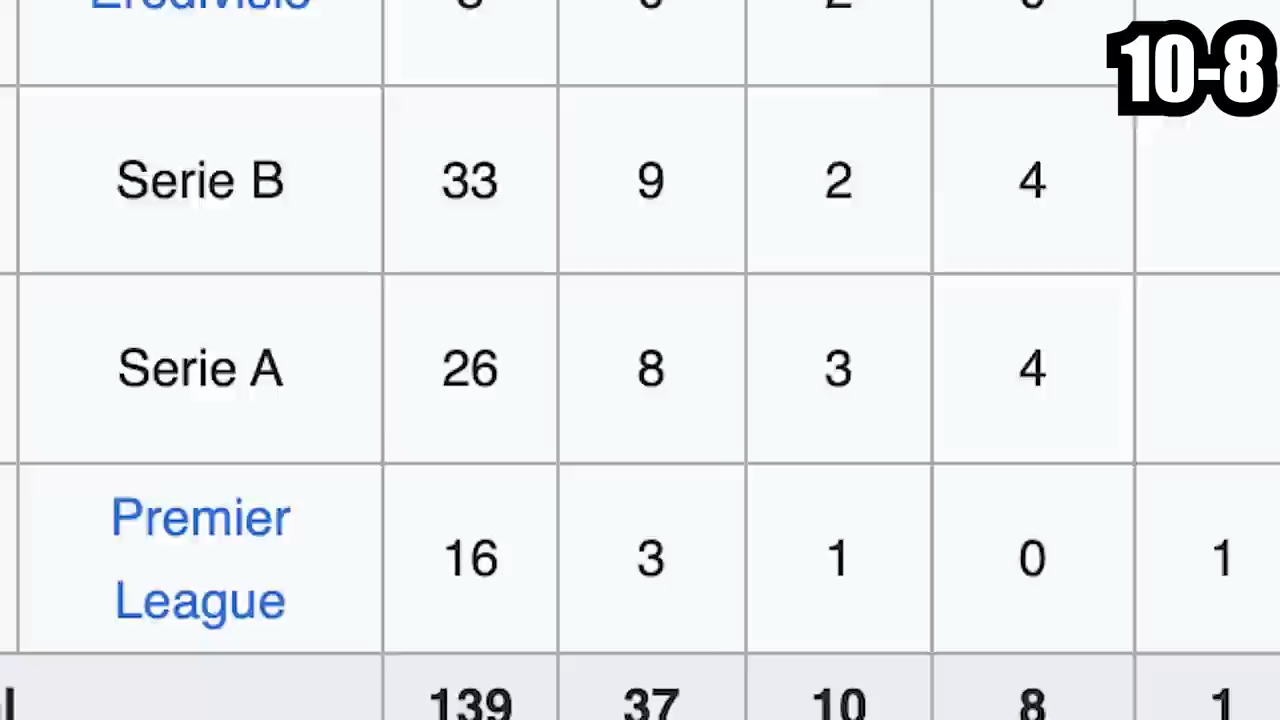 Eredivisie
10-8
Serie B 33 9 2 4
Serie A 26 8 3 4
Premier
League 16 3 1 0 1
139 37 10 8 1